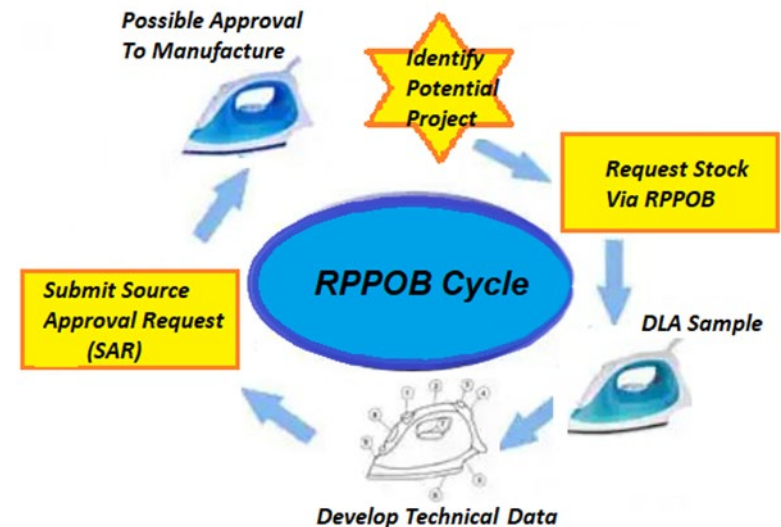 Possible Approval
To Manufacture
Identify
Potential
Project
Request Stock
Via RPPOB
RPPOB Cycle
DLA Sample
Submit Source
Approval Request
(SAR)
Develop Technical Data